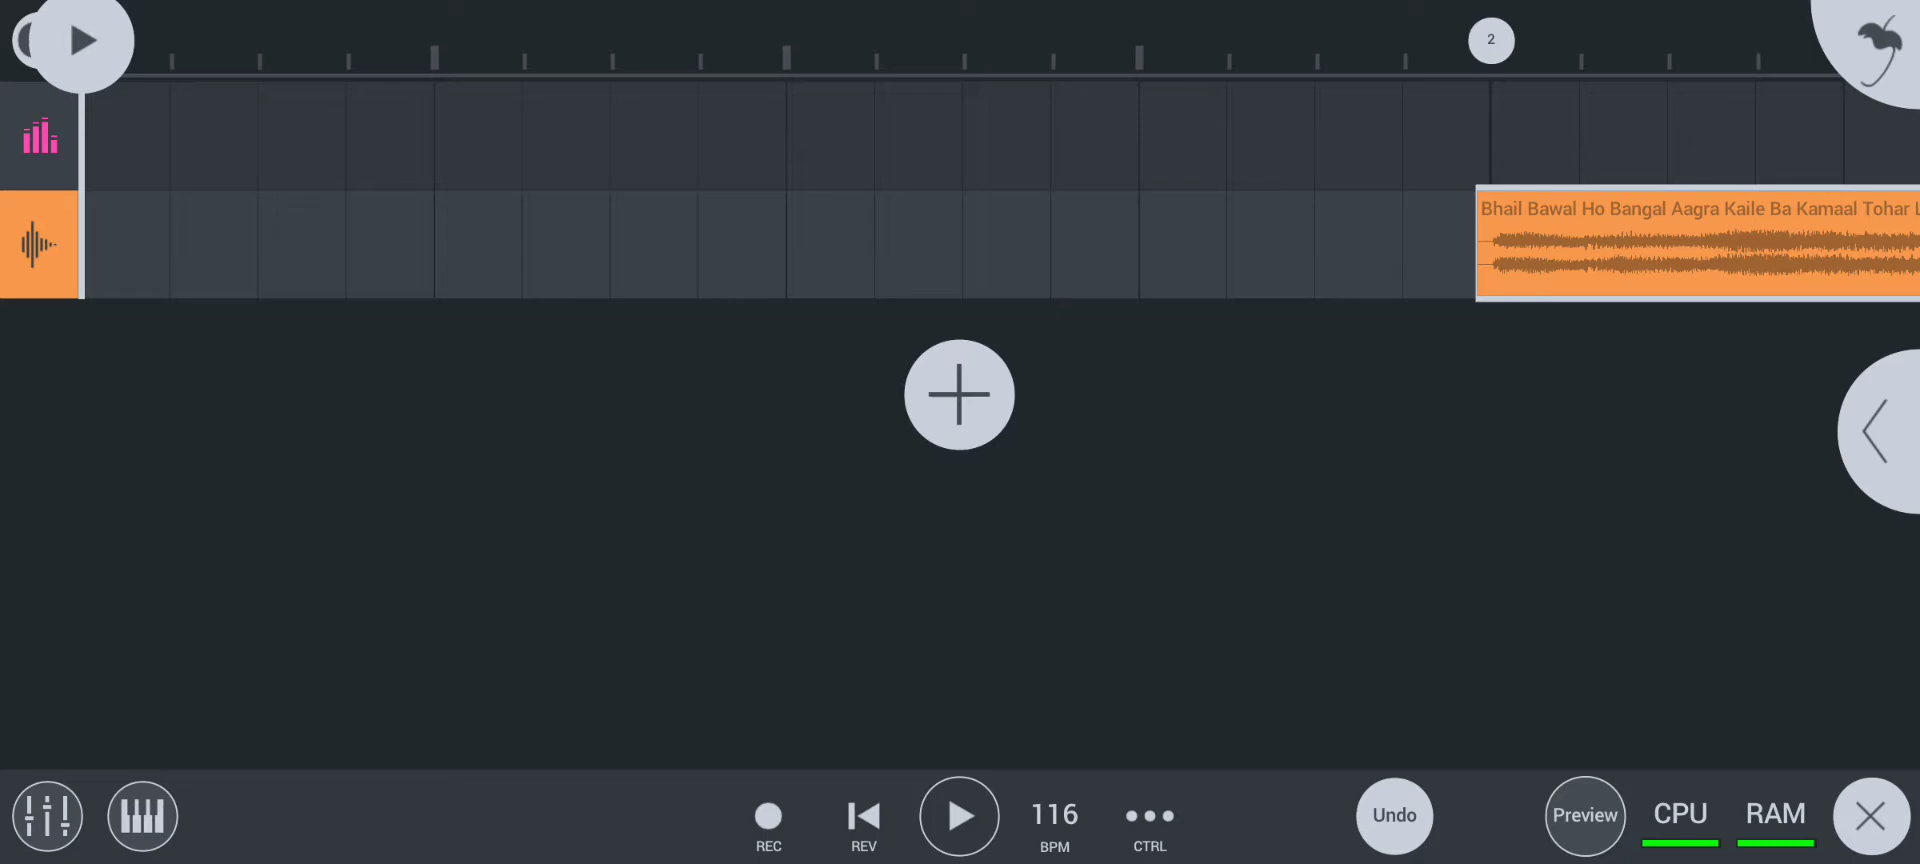 2
Bhail Bawal Ho Bangal Aagra Kaile Ba Kamaal Tohar
116
Undo
Preview
CPU
RAM
REC
REV
BPM
CTRL